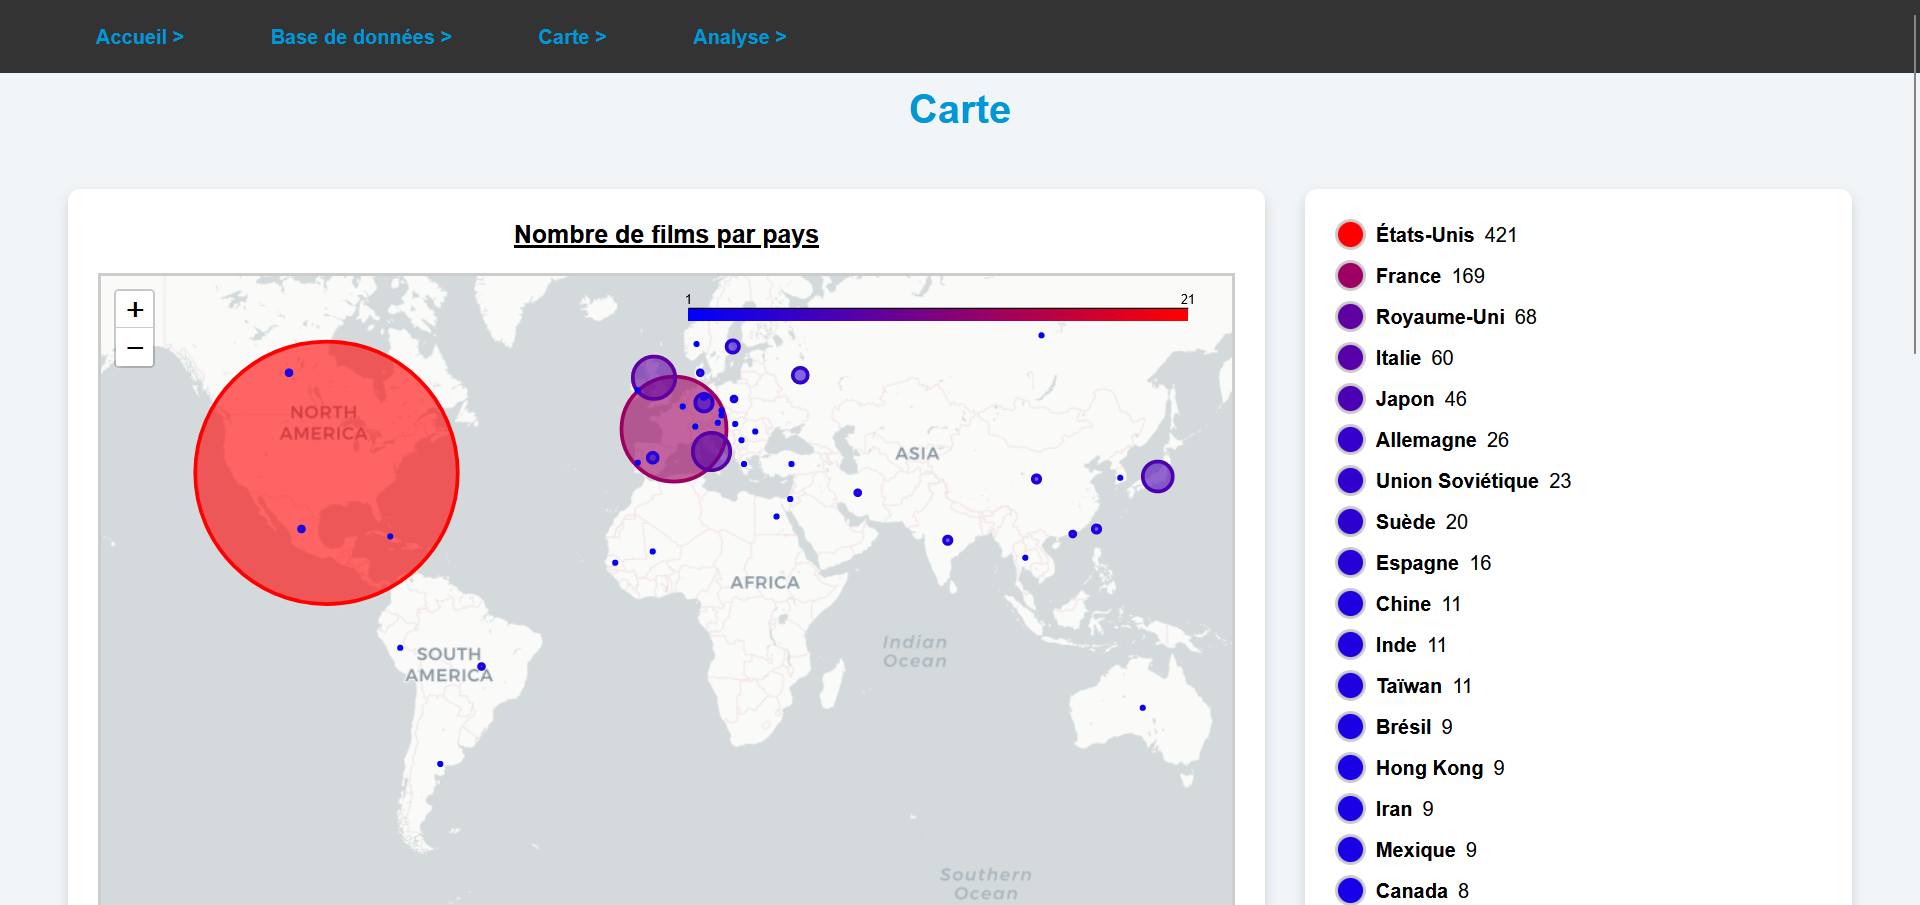 Accueil >
Base de données >
Carte >
Analyse >
Carte
Nombre de films par pays
+
−
1
21
NORTH
AMERICA
ASIA
AFRICA
SOUTH
AMERICA
Indian
Ocean
Southern
Ocean
États-Unis 421
France 169
Royaume-Uni 68
Italie 60
Japon 46
Allemagne 26
Union Soviétique 23
Suède 20
Espagne 16
Chine 11
Inde 11
Taïwan 11
Brésil 9
Hong Kong 9
Iran 9
Mexique 9
Canada 8